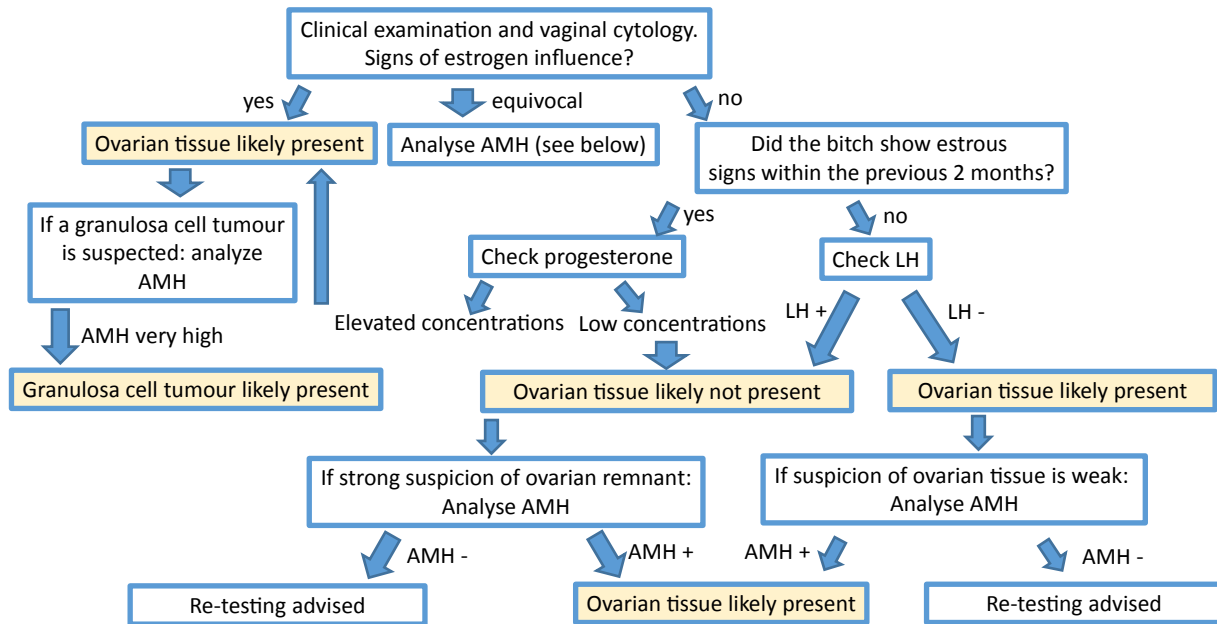 Clinical examination and vaginal cytology.
Signs of estrogen influence?
yes
equivocal
no
Ovarian tissue likely present
Analyse AMH (see below)
Did the bitch show estrous
signs within the previous 2 months?
If a granulosa cell tumour
is suspected: analyze
AMH
yes
no
Check progesterone
Check LH
Elevated concentrations
Low concentrations
LH +
LH -
AMH very high
Granulosa cell tumour likely present
Ovarian tissue likely not present
Ovarian tissue likely present
If strong suspicion of ovarian remnant:
Analyse AMH
If suspicion of ovarian tissue is weak:
Analyse AMH
AMH -
AMH +
AMH +
AMH -
Re-testing advised
Ovarian tissue likely present
Re-testing advised